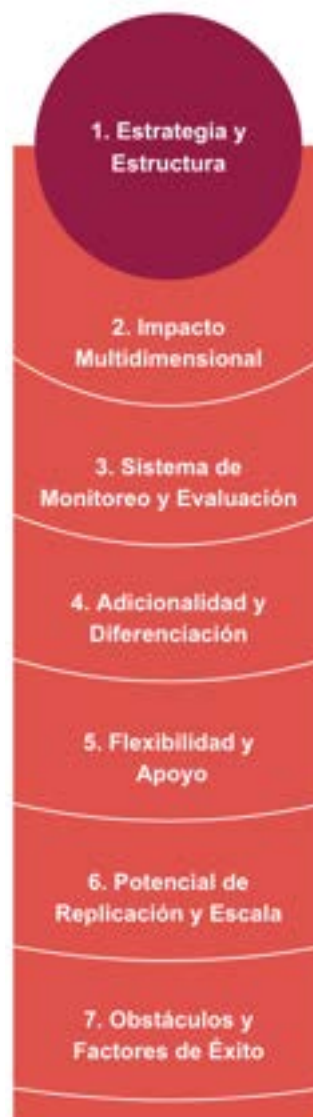 1. Estrategia y
Estructura
2. Impacto
Multidimensional
3. Sistema de
Monitoreo y Evaluación
4. Adicionalidad y
Diferenciación
5. Flexibilidad y
Apoyo
6. Potencial de
Replicación y Escala
7. Obstáculos y
Factores de Éxito